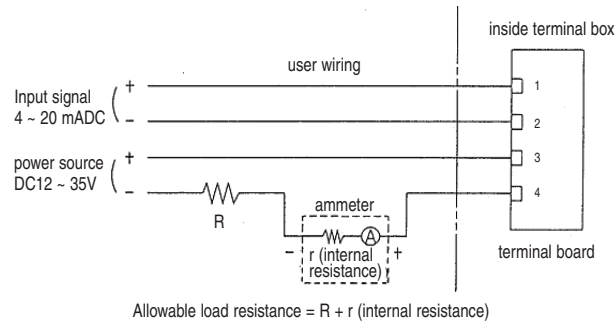 inside terminal box
user wiring
+
1
Input signal
4 ~ 20 mADC
–
2
+
3
power source
DC12 ~ 35V
–
4
R
ammeter
A
–
+
r (internal
resistance)
terminal board
Allowable load resistance = R + r (internal resistance)